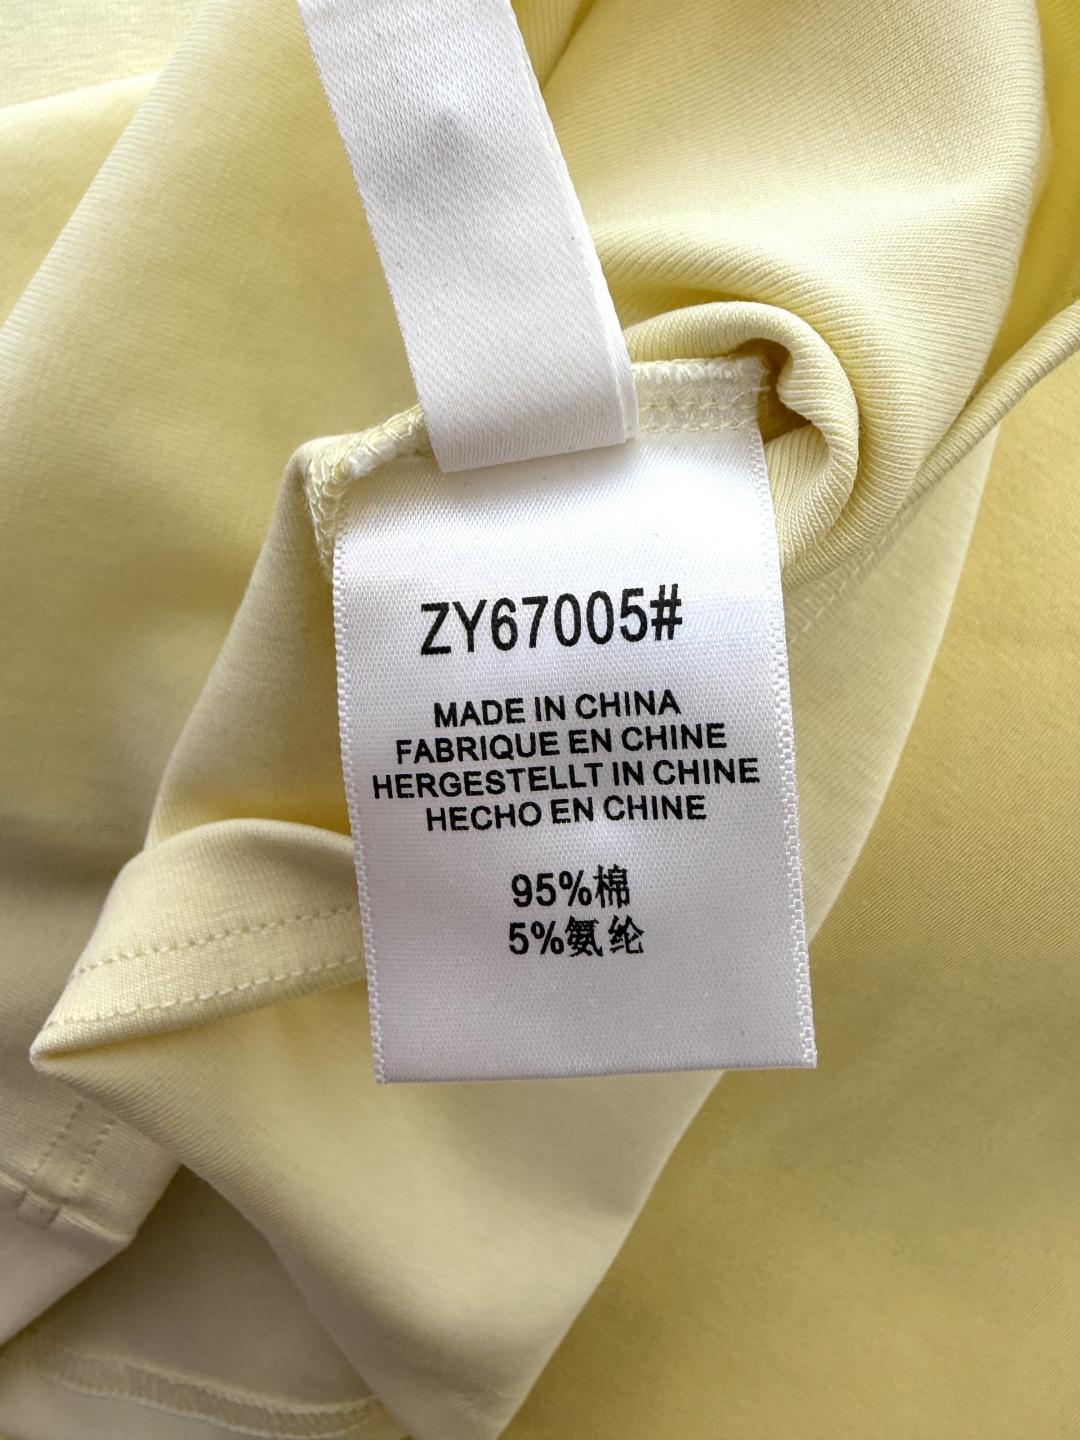 ZY67005#
MADE IN CHINA
FABRIQUE EN CHINE
HERGESTELLT IN CHINE
HECHO EN CHINE
95%棉
5%氨纶